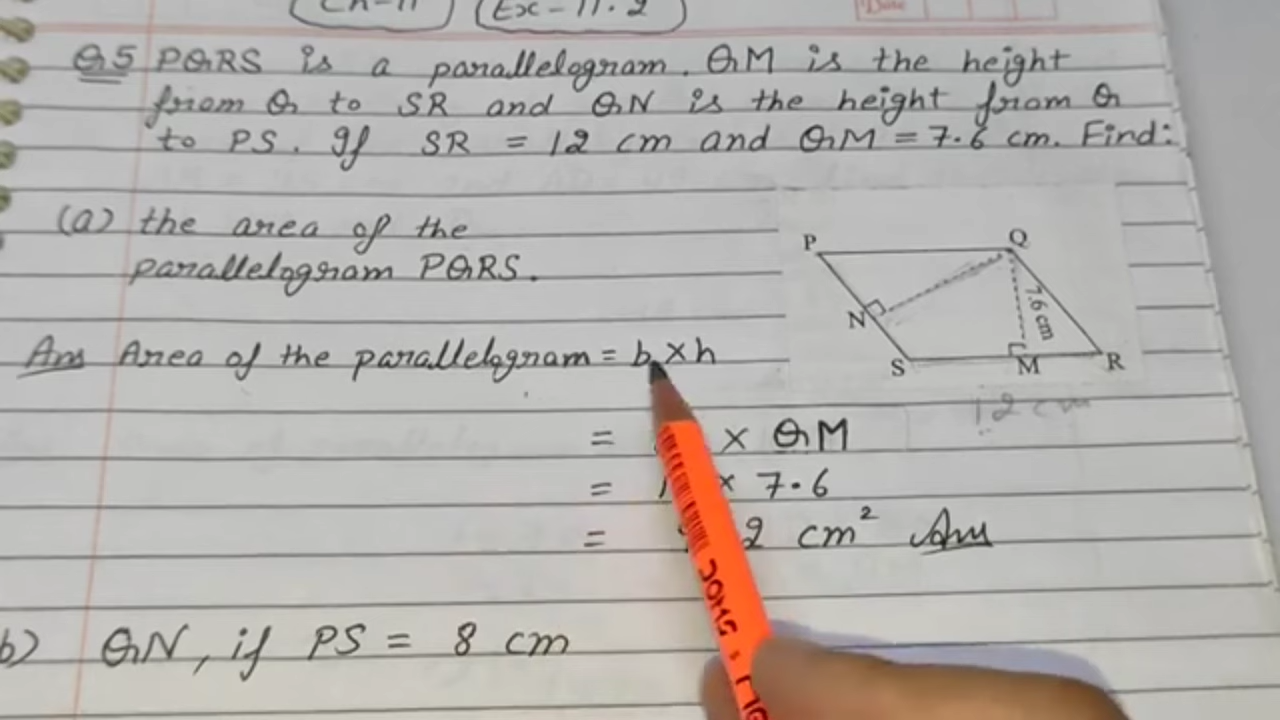 Ex-11.2
Date
Q5 PQRS is a parallelogram. QM is the height
from Q to SR and QN is the height from Q
to PS. If SR = 12 cm and QM = 7.6 cm. Find:
(a) the area of the
parallelogram PQRS.
P Q
7.6 cm
N
S M R
12 cm
Ans Area of the parallelogram = b × h
= × QM
= × 7.6
= 2 cm² Ans
b) QN, if PS = 8 cm
DOMS